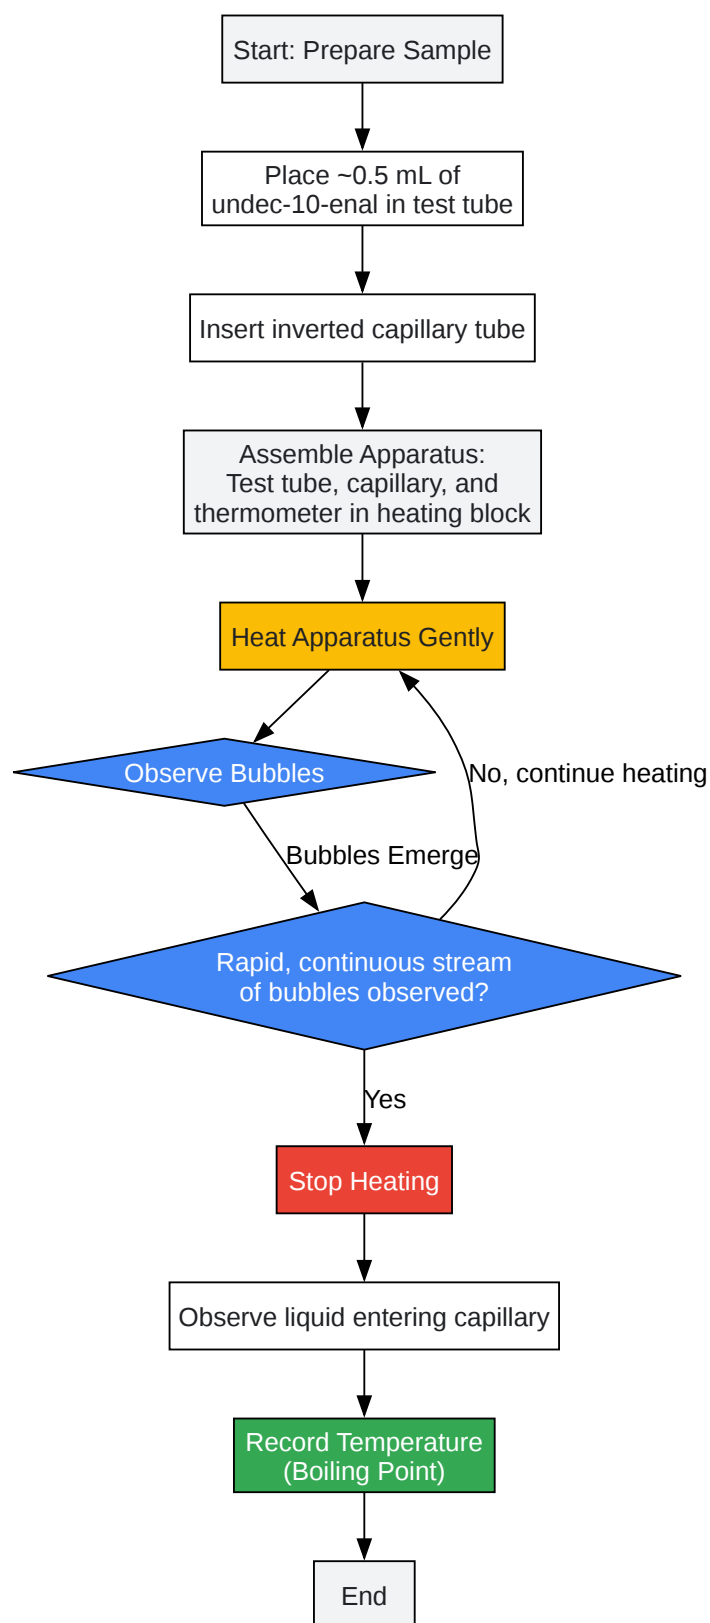 Start: Prepare Sample
Place ~0.5 mL of
undec-10-enal in test tube
Insert inverted capillary tube
Assemble Apparatus:
Test tube, capillary, and
thermometer in heating block
Heat Apparatus Gently
Observe Bubbles
No, continue heating
Bubbles Emerge
Rapid, continuous stream
of bubbles observed?
Yes
Stop Heating
Observe liquid entering capillary
Record Temperature
(Boiling Point)
End